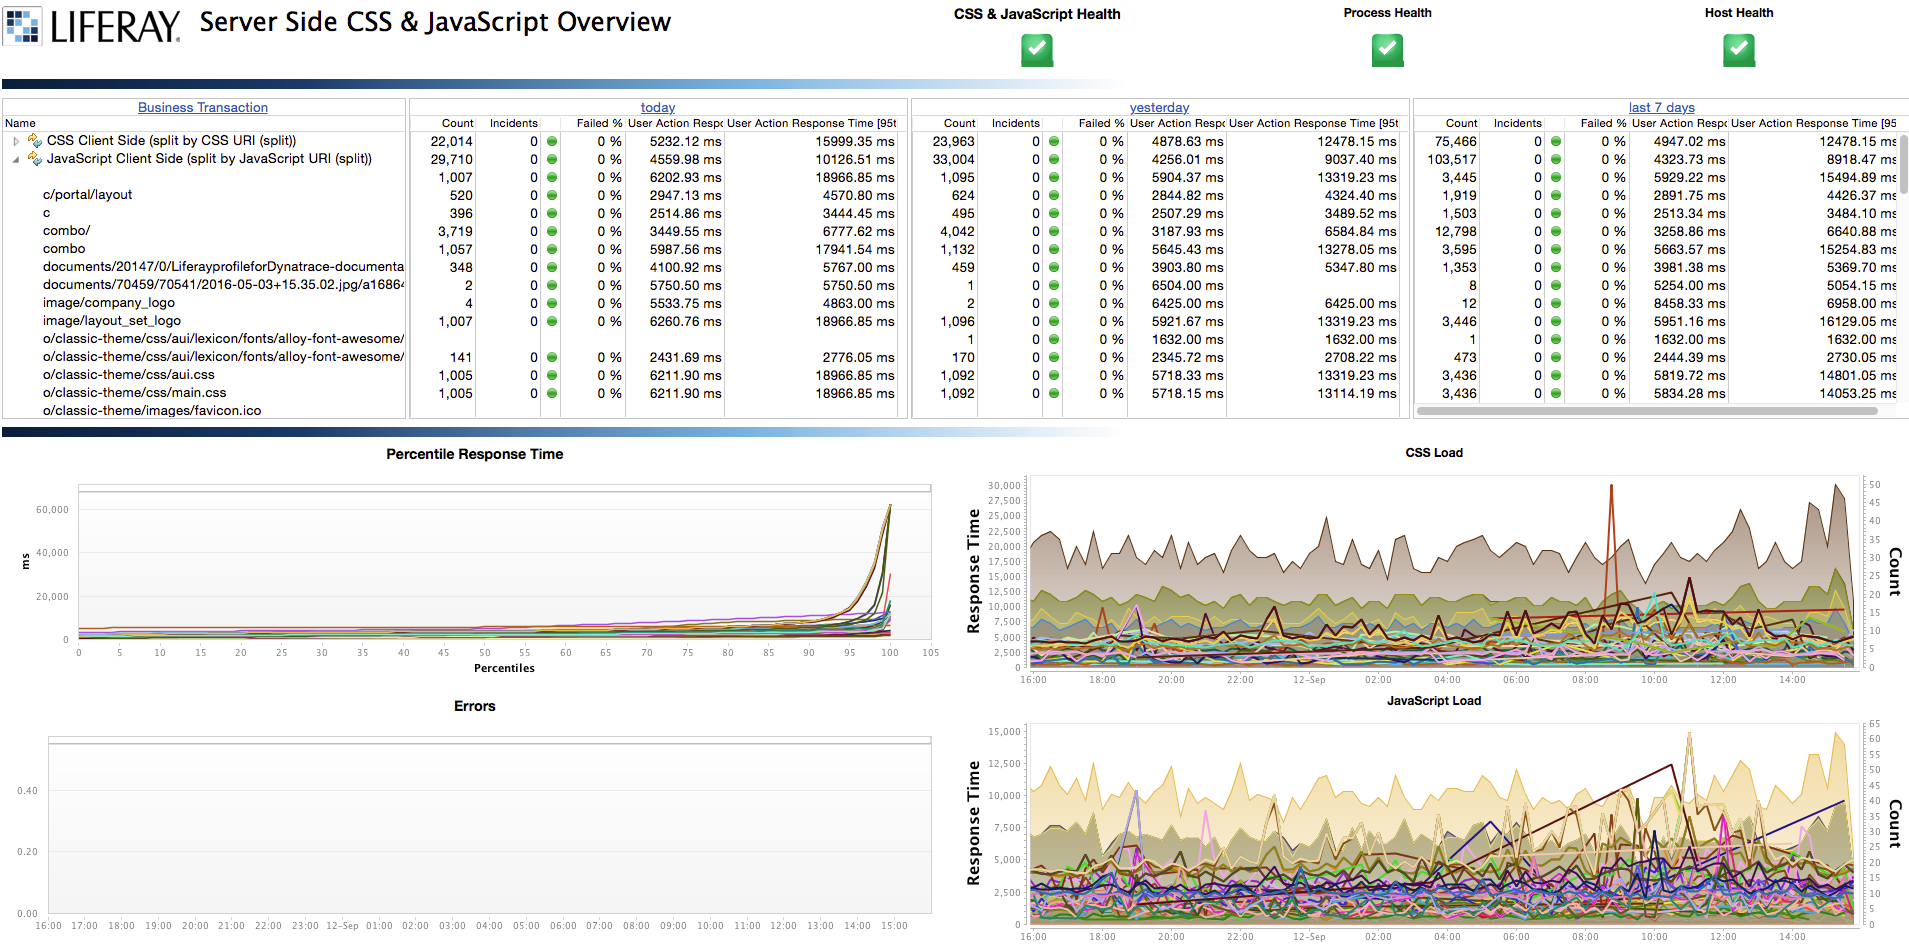 LIFERAY. Server Side CSS & JavaScript Overview
CSS & JavaScript Health Process Health Host Health
Business Transaction today yesterday last 7 days
Name Count Incidents Failed % User Action Respo User Action Response Time [95t Count Incidents Failed % User Action Respo User Action Response Time [95t Count Incidents Failed % User Action Respo User Action Response Time [95
CSS Client Side (split by CSS URI (split)) 22,014 0 0 % 5232.12 ms 15999.35 ms 23,963 0 0 % 4878.63 ms 12478.15 ms 75,466 0 0 % 4947.02 ms 12478.15 ms
JavaScript Client Side (split by JavaScript URI (split)) 29,710 0 0 % 4559.98 ms 10126.51 ms 33,004 0 0 % 4256.01 ms 9037.40 ms 103,517 0 0 % 4323.73 ms 8918.47 ms
1,007 0 0 % 6202.93 ms 18966.85 ms 1,095 0 0 % 5904.37 ms 13319.23 ms 3,445 0 0 % 5929.22 ms 15494.89 ms
c/portal/layout 520 0 0 % 2947.13 ms 4570.80 ms 624 0 0 % 2844.82 ms 4324.40 ms 1,919 0 0 % 2891.75 ms 4426.37 ms
c 396 0 0 % 2514.86 ms 3444.45 ms 495 0 0 % 2507.29 ms 3489.52 ms 1,503 0 0 % 2513.34 ms 3484.10 ms
combo/ 3,719 0 0 % 3449.55 ms 6777.62 ms 4,042 0 0 % 3187.93 ms 6584.84 ms 12,798 0 0 % 3258.86 ms 6640.88 ms
combo 1,057 0 0 % 5987.56 ms 17941.54 ms 1,132 0 0 % 5645.43 ms 13278.05 ms 3,595 0 0 % 5663.57 ms 15254.83 ms
documents/20147/0/LiferayprofileforDynatrace-documenta 348 0 0 % 4100.92 ms 5767.00 ms 459 0 0 % 3903.80 ms 5347.80 ms 1,353 0 0 % 3981.38 ms 5369.70 ms
documents/70459/70541/2016-05-03+15.35.02.jpg/a1686 2 0 0 % 5750.50 ms 5750.50 ms 1 0 0 % 6504.00 ms 8 0 0 % 5254.00 ms 5054.15 ms
image/company_logo 4 0 0 % 5533.75 ms 4863.00 ms 2 0 0 % 6425.00 ms 6425.00 ms 12 0 0 % 8458.33 ms 6958.00 ms
image/layout_set_logo 1,007 0 0 % 6260.76 ms 18966.85 ms 1,096 0 0 % 5921.67 ms 13319.23 ms 3,446 0 0 % 5951.16 ms 16129.05 ms
o/classic-theme/css/aui/lexicon/fonts/alloy-font-awesome/ 1 0 0 % 1632.00 ms 1632.00 ms 1 0 0 % 1632.00 ms 1632.00 ms
o/classic-theme/css/aui/lexicon/fonts/alloy-font-awesome/ 141 0 0 % 2431.69 ms 2776.05 ms 170 0 0 % 2345.72 ms 2708.22 ms 473 0 0 % 2444.39 ms 2730.05 ms
o/classic-theme/css/aui.css 1,005 0 0 % 6211.90 ms 18966.85 ms 1,092 0 0 % 5718.33 ms 13319.23 ms 3,436 0 0 % 5819.72 ms 14801.05 ms
o/classic-theme/css/main.css 1,005 0 0 % 6211.90 ms 18966.85 ms 1,092 0 0 % 5718.15 ms 13114.19 ms 3,436 0 0 % 5834.28 ms 14053.25 ms
o/classic-theme/images/favicon.ico
Percentile Response Time
ms
60,000
40,000
20,000
0
0 5 10 15 20 25 30 35 40 45 50 55 60 65 70 75 80 85 90 95 100 105
Percentiles
CSS Load
Response Time
30,000
27,500
25,000
22,500
20,000
17,500
15,000
12,500
10,000
7,500
5,000
2,500
0
50
45
40
35
30
25
20
15
10
5
0
Count
16:00 18:00 20:00 22:00 12-Sep 02:00 04:00 06:00 08:00 10:00 12:00 14:00
Errors
0.40
0.20
0.00
16:00 17:00 18:00 19:00 20:00 21:00 22:00 23:00 12-Sep 01:00 02:00 03:00 04:00 05:00 06:00 07:00 08:00 09:00 10:00 11:00 12:00 13:00 14:00 15:00
JavaScript Load
Response Time
15,000
12,500
10,000
7,500
5,000
2,500
0
65
60
55
50
45
40
35
30
25
20
15
10
5
0
Count
16:00 18:00 20:00 22:00 12-Sep 02:00 04:00 06:00 08:00 10:00 12:00 14:00